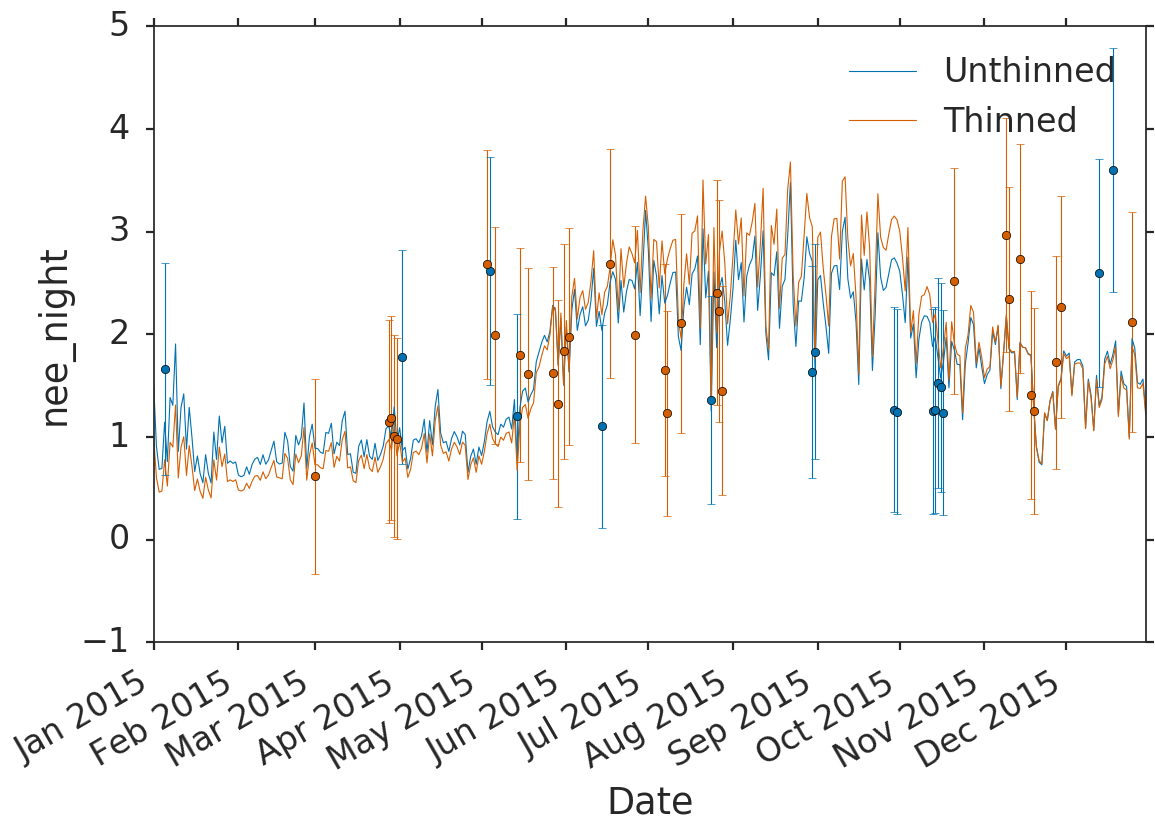 5
4
3
2
1
0
−1
nee_night
Unthinned
Thinned
Jan 2015
Feb 2015
Mar 2015
Apr 2015
May 2015
Jun 2015
Jul 2015
Aug 2015
Sep 2015
Oct 2015
Nov 2015
Dec 2015
Date